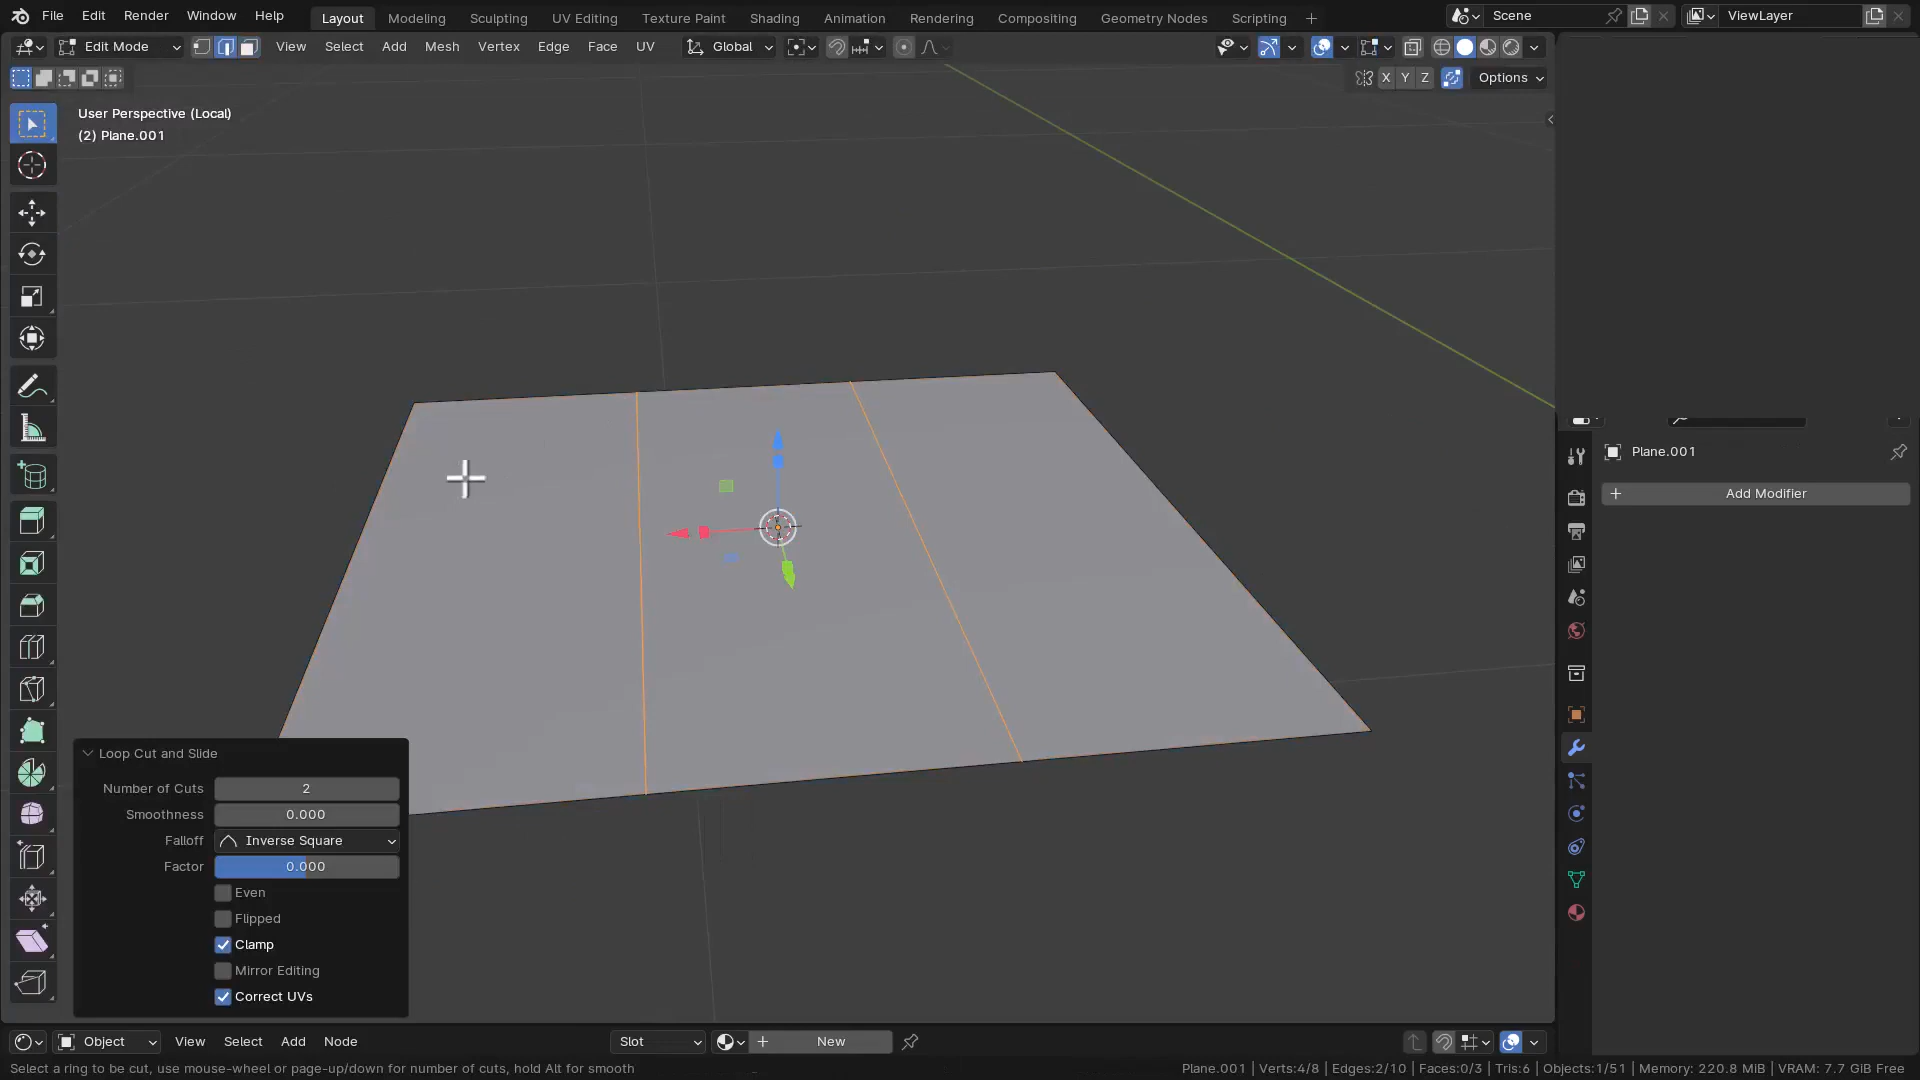 File Edit Render Window Help Layout Modeling Sculpting UV Editing Texture Paint Shading Animation Rendering Compositing Geometry Nodes Scripting Scene ViewLayer
Edit Mode View Select Add Mesh Vertex Edge Face UV Global
X Y Z Options
User Perspective (Local)
(2) Plane.001
Plane.001
Add Modifier
Loop Cut and Slide
Number of Cuts 2
Smoothness 0.000
Falloff Inverse Square
Factor 0.000
Even
Flipped
Clamp
Mirror Editing
Correct UVs
Object View Select Add Node Slot New
Select a ring to be cut, use mouse-wheel or page-up/down for number of cuts, hold Alt for smooth
Plane.001 | Verts:4/8 | Edges:2/10 | Faces:0/3 | Tris:6 | Objects:1/51 | Memory: 220.8 MiB | VRAM: 7.7 GiB Free